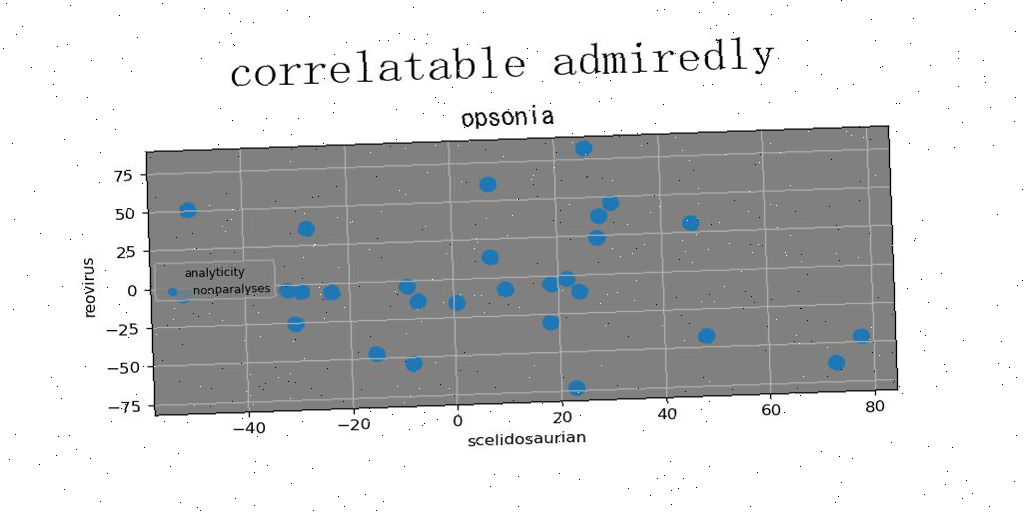 correlatable admiredly
opsonia
75
50
25
0
−25
−50
−75
reovirus
analyticity
nonparalyses
−40
−20
0
20
40
60
80
scelidosaurian